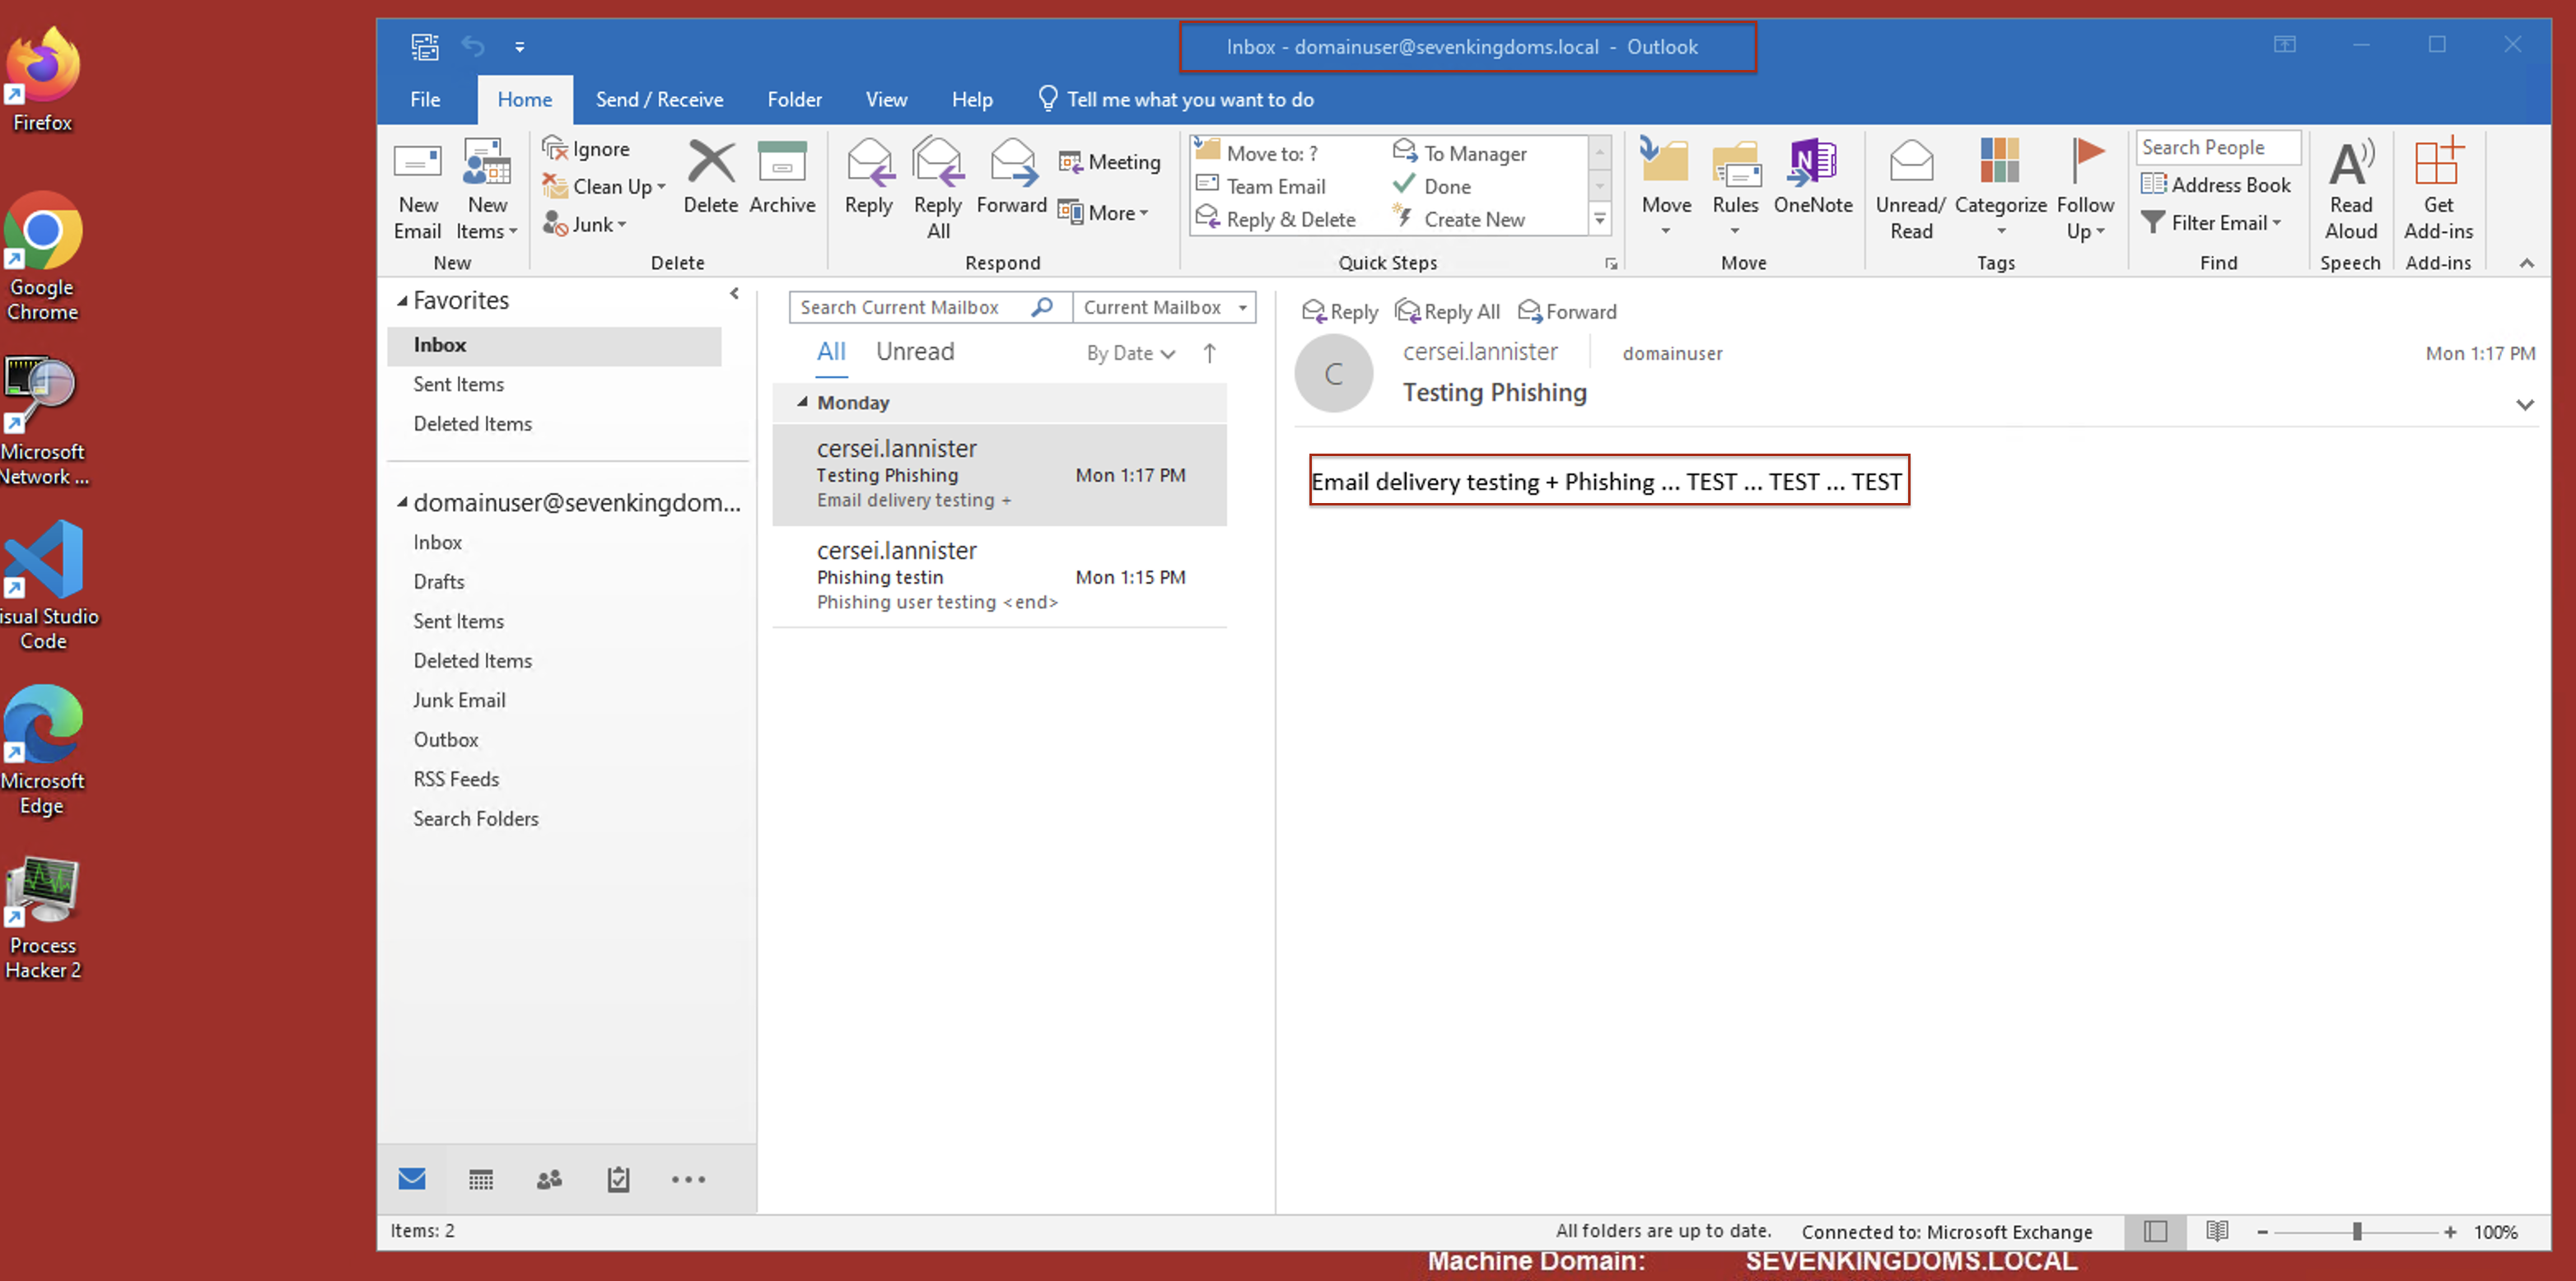 Firefox
Google
Chrome
Microsoft
Network ...
isual Studio
Code
Microsoft
Edge
Process
Hacker 2
Inbox - domainuser@sevenkingdoms.local - Outlook
File
Home
Send / Receive
Folder
View
Help
Tell me what you want to do
New
Email
New
Items
New
Ignore
Clean Up
Junk
Delete
Archive
Delete
Reply
Reply
All
Forward
Meeting
More
Respond
Move to: ?
Team Email
Reply & Delete
To Manager
Done
Create New
Quick Steps
Move
Rules
OneNote
Move
Unread/
Read
Categorize
Follow
Up
Tags
Search People
Address Book
Filter Email
Find
Read
Aloud
Speech
Get
Add-ins
Add-ins
Favorites
Inbox
Sent Items
Deleted Items
domainuser@sevenkingdom...
Inbox
Drafts
Sent Items
Deleted Items
Junk Email
Outbox
RSS Feeds
Search Folders
Search Current Mailbox
Current Mailbox
All
Unread
By Date
Monday
cersei.lannister
Testing Phishing
Mon 1:17 PM
Email delivery testing +
cersei.lannister
Phishing testin
Mon 1:15 PM
Phishing user testing <end>
Reply
Reply All
Forward
C
cersei.lannister
domainuser
Mon 1:17 PM
Testing Phishing
Email delivery testing + Phishing ... TEST ... TEST ... TEST
Items: 2
All folders are up to date.
Connected to: Microsoft Exchange
100%
Machine Domain:
SEVENKINGDOMS.LOCAL